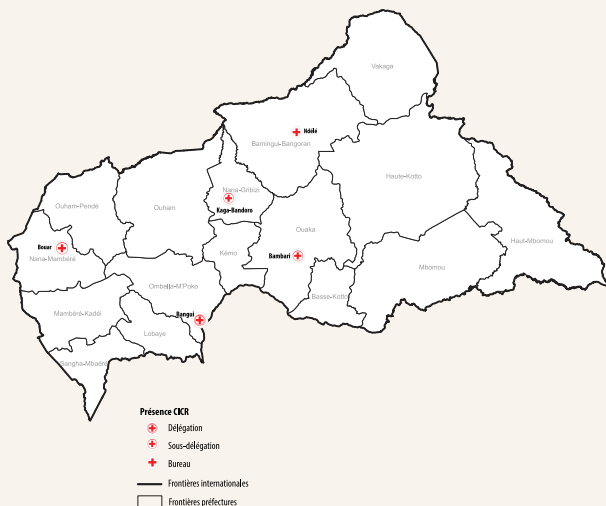 Vakaga
Ndélé
Bamingui-Bangoran
Haute-Kotto
Nana-Gribizi
Kaga-Bandoro
Ouham-Pendé
Ouham
Ouaka
Haut-Mbomou
Bouar
Nana-Mambéré
Kémo
Bambari
Mbomou
Ombella-M'Poko
Basse-Kotto
Mambéré-Kadéi
Bangui
Lobaya
Sangha-Mbaéré
Présence CICR
Délégation
Sous-délégation
Bureau
Frontières internationales
Frontières préfectures